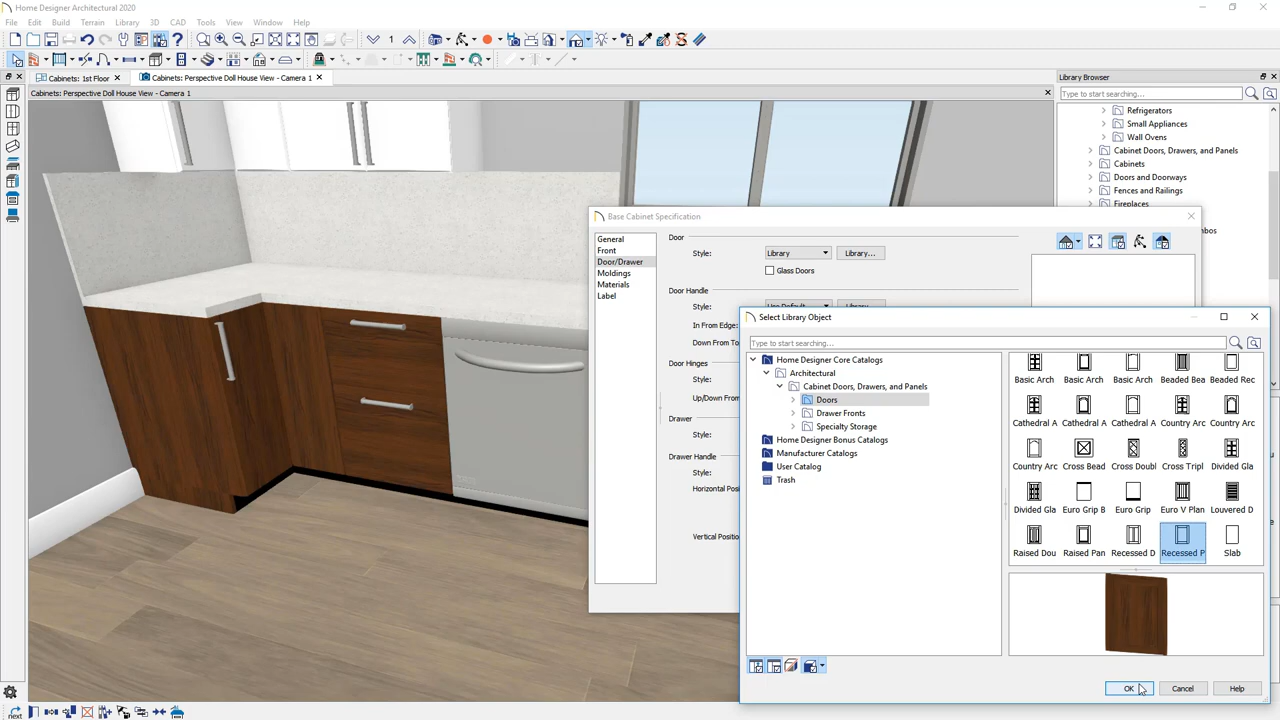 Home Designer Architectural 2020
File Edit Build Terrain Library 3D CAD Tools View Window Help
1
Cabinets: 1st Floor
Cabinets: Perspective Doll House View - Camera 1
Cabinets: Perspective Doll House View - Camera 1
Library Browser
Type to start searching...
Refrigerators
Small Appliances
Wall Ovens
Cabinet Doors, Drawers, and Panels
Cabinets
Doors and Doorways
Fences and Railings
Fireplaces
Base Cabinet Specification
General
Front
Door/Drawer
Moldings
Materials
Label
Door
Style: Library Library...
Glass Doors
Door Handle
Style: Use Default Library...
In From Edge:
Down From To
Door Hinges
Style:
Up/Down From
Drawer
Style:
Drawer Handle
Style:
Horizontal Posi
Vertical Positio
Select Library Object
Type to start searching...
Home Designer Core Catalogs
Architectural
Cabinet Doors, Drawers, and Panels
Doors
Drawer Fronts
Specialty Storage
Home Designer Bonus Catalogs
Manufacturer Catalogs
User Catalog
Trash
Basic Arch Basic Arch Basic Arch Beaded Bea Beaded Rec
Cathedral A Cathedral A Cathedral A Country Arc Country Arc
Country Arc Cross Bead Cross Doubl Cross Tripl Divided Gla
Divided Gla Euro Grip B Euro Grip Euro V Plan Louvered D
Raised Dou Raised Pan Recessed D Recessed P Slab
OK Cancel Help
next